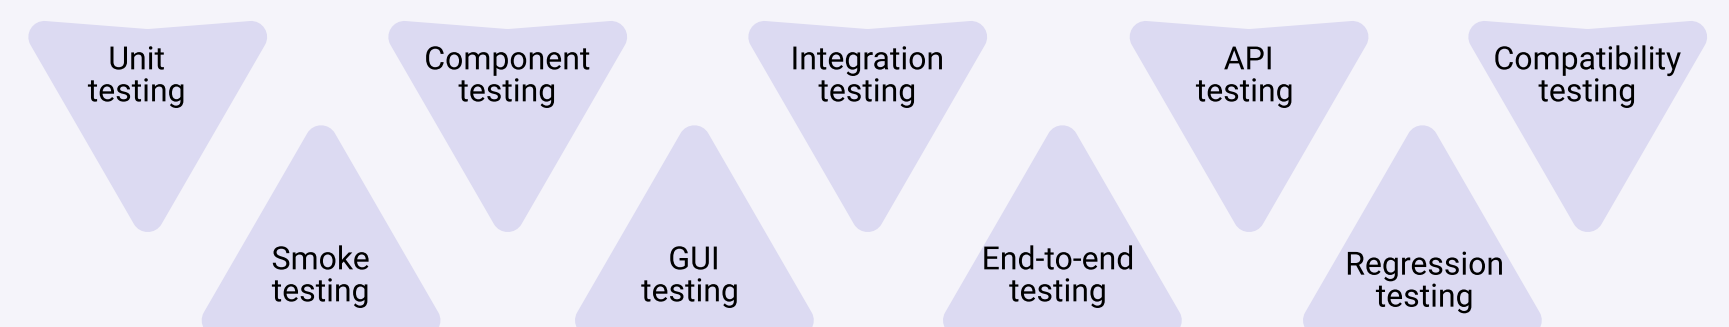 Unit
testing
Component
testing
Integration
testing
API
testing
Compatibility
testing
Smoke
testing
GUI
testing
End-to-end
testing
Regression
testing